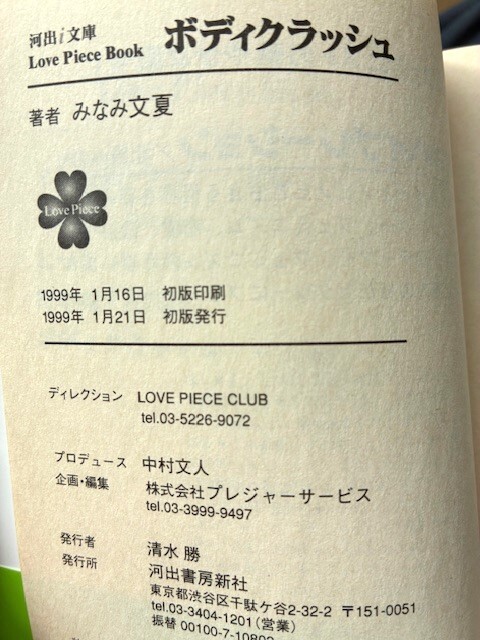 河出i文庫
Love Piece Book ボディクラッシュ
著者 みなみ文夏
Love Piece
1999年 1月16日 初版印刷
1999年 1月21日 初版発行
ディレクション LOVE PIECE CLUB
tel.03-5226-9072
プロデュース 中村文人
企画・編集 株式会社プレジャーサービス
tel.03-3999-9497
発行者 清水 勝
発行所 河出書房新社
東京都渋谷区千駄ケ谷2-32-2 〒151-0051
tel.03-3404-1201(営業)
振替 00100-7-10802